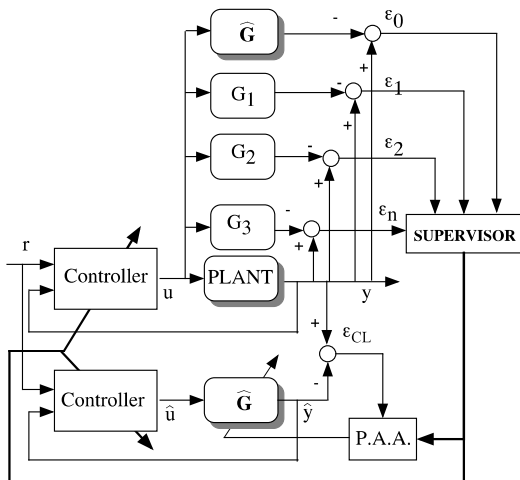 Ĝ
-
ε0
+
G1
-
ε1
+
G2
-
ε2
+
G3
-
εn
+
SUPERVISOR
r
Controller
u
PLANT
y
+
εCL
-
Controller
û
Ĝ
ŷ
P.A.A.